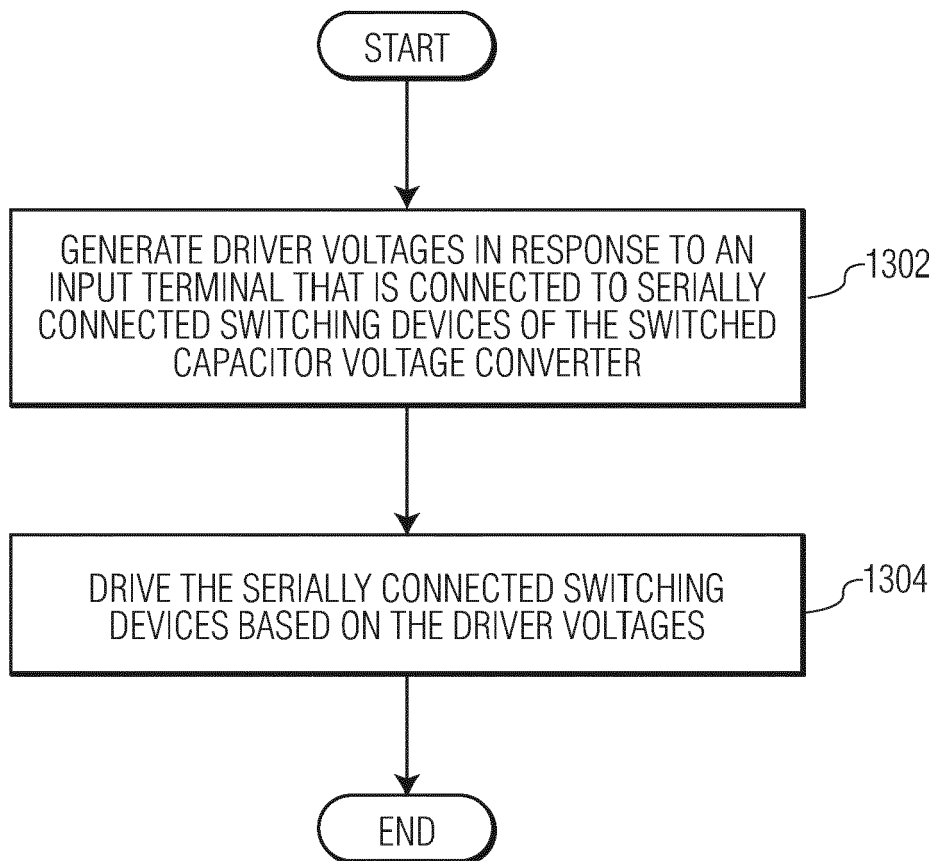 START
GENERATE DRIVER VOLTAGES IN RESPONSE TO AN
INPUT TERMINAL THAT IS CONNECTED TO SERIALLY
CONNECTED SWITCHING DEVICES OF THE SWITCHED
CAPACITOR VOLTAGE CONVERTER
1302
DRIVE THE SERIALLY CONNECTED SWITCHING
DEVICES BASED ON THE DRIVER VOLTAGES
1304
END